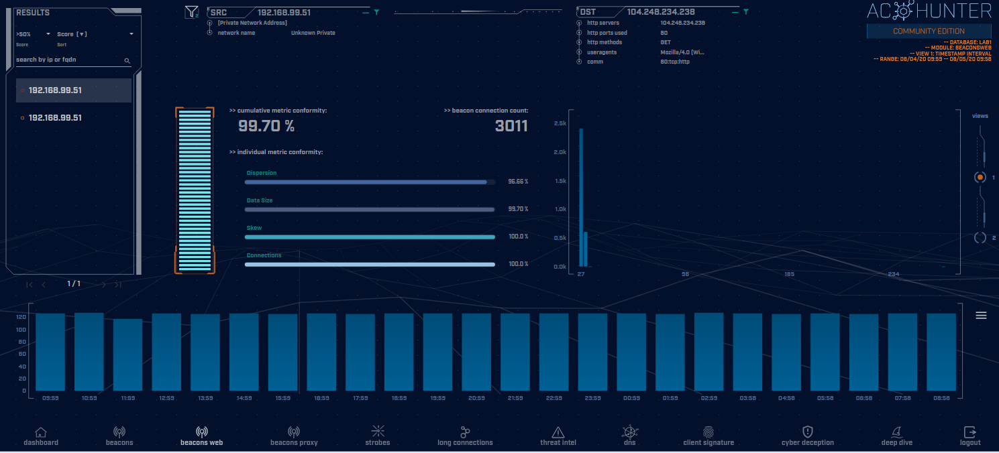 RESULTS
>50%
Score [▼]
Score
Sort
search by ip or fqdn
192.168.99.51
192.168.99.51
1 / 1
SRC
192.168.99.51
[Private Network Address]
network name
Unknown Private
DST
104.248.234.238
http servers
104.248.234.238
http ports used
80
http methods
GET
useragents
Mozilla/4.0 (Wi...
comm
80:tcp:http
AC HUNTER
COMMUNITY EDITION
-- DATABASE: LAB1
-- MODULE: BEACONSWEB
-- VIEW 1: TIMESTAMP INTERVAL
-- RANGE: 08/04/20 09:59 -- 08/05/20 09:58
>> cumulative metric conformity:
99.70 %
>> beacon connection count:
3011
>> individual metric conformity:
Dispersion
96.66 %
Data Size
99.70 %
Skew
100.0 %
Connections
100.0 %
2.5k
2.0k
1.5k
1.0k
0.5k
0.0k
27
98
185
234
views
1
2
120
100
80
60
40
20
0
09:59
10:59
11:59
12:59
13:59
14:59
15:59
16:59
17:59
18:59
19:59
20:59
21:59
22:59
23:59
00:59
01:59
02:59
03:58
04:58
05:58
06:58
07:58
08:58
dashboard
beacons
beacons web
beacons proxy
strobes
long connections
threat intel
dns
client signature
cyber deception
deep dive
logout